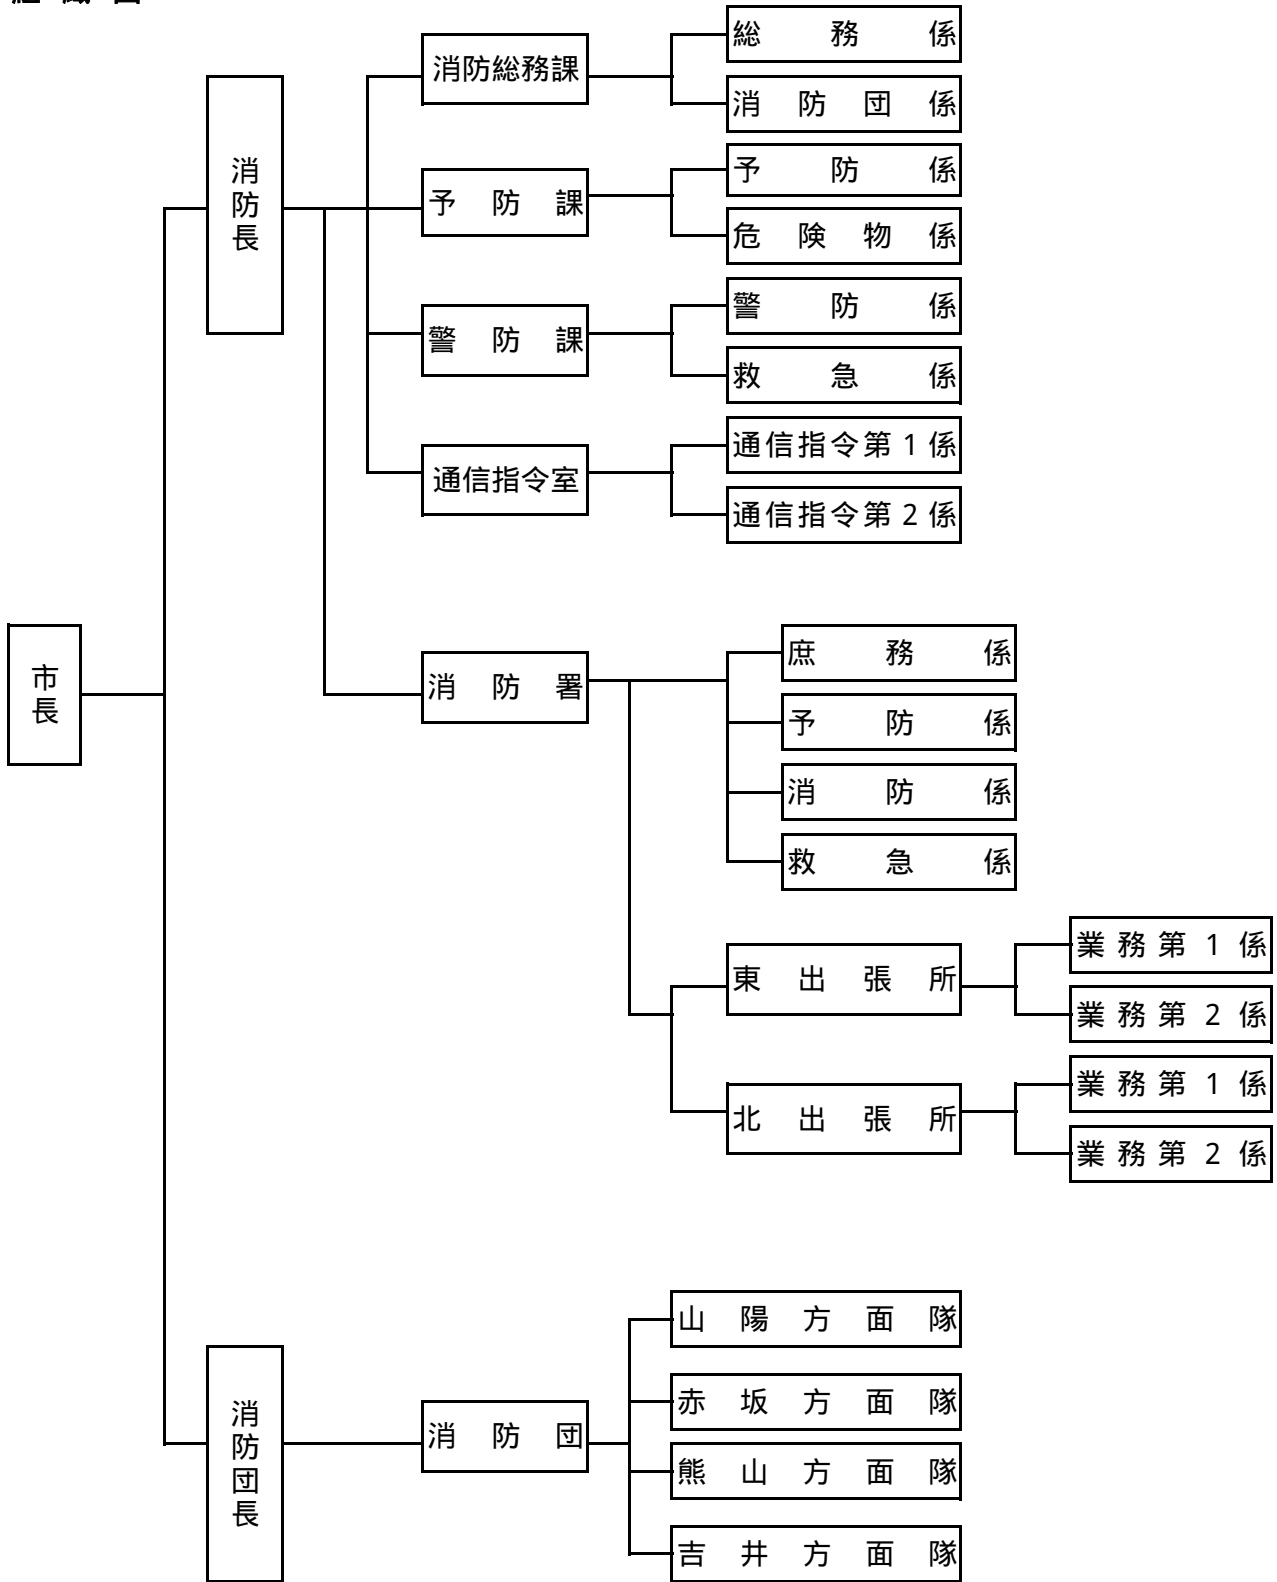 消防総務課
総務係
消防団係
消防長
予防課
予防係
危険物係
警防課
警防係
救急係
通信指令室
通信指令第1係
通信指令第2係
市長
消防署
庶務係
予防係
消防係
救急係
東出張所
業務第1係
業務第2係
北出張所
業務第1係
業務第2係
消防団長
消防団
山陽方面隊
赤坂方面隊
熊山方面隊
吉井方面隊